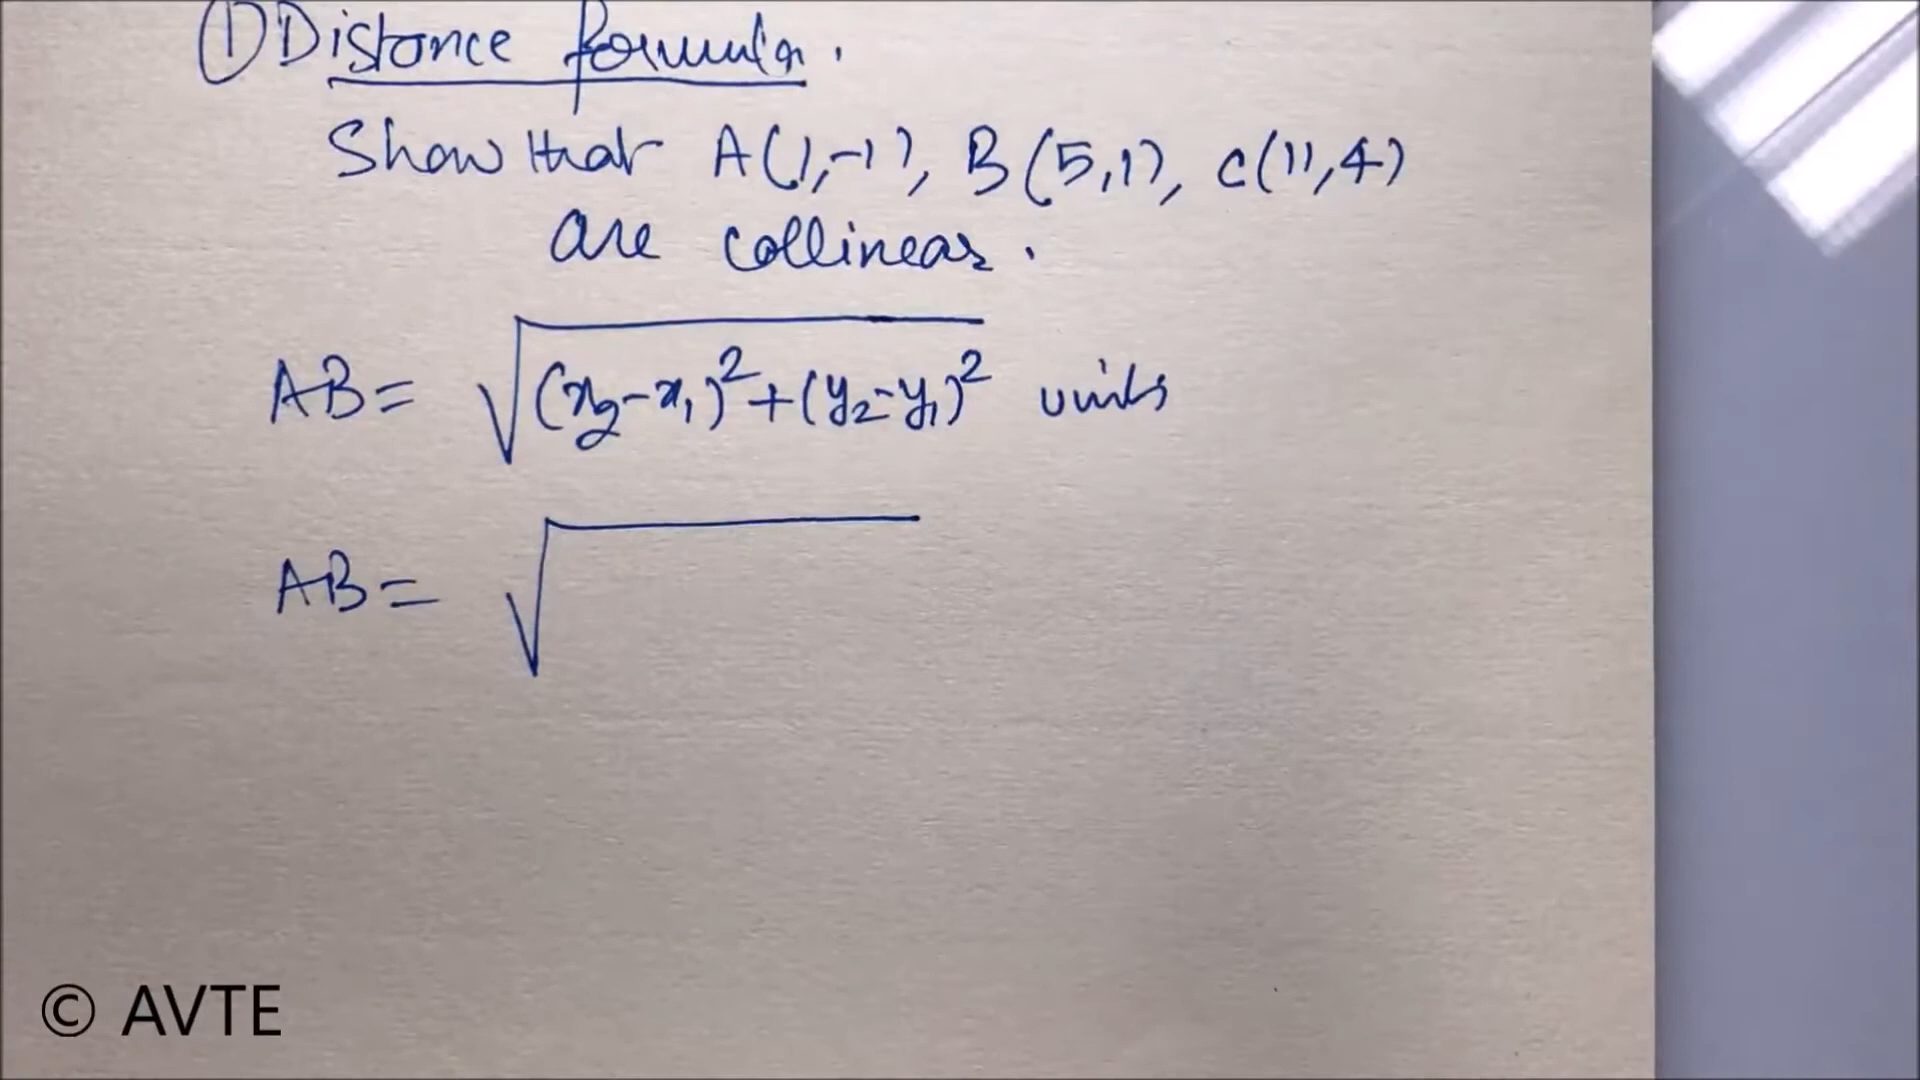 ① Distance formula.
Show that A(1,-1), B(5,1), C(11,4)
are collinear.
AB = √(x₂-x₁)²+(y₂-y₁)² units
AB = √
© AVTE